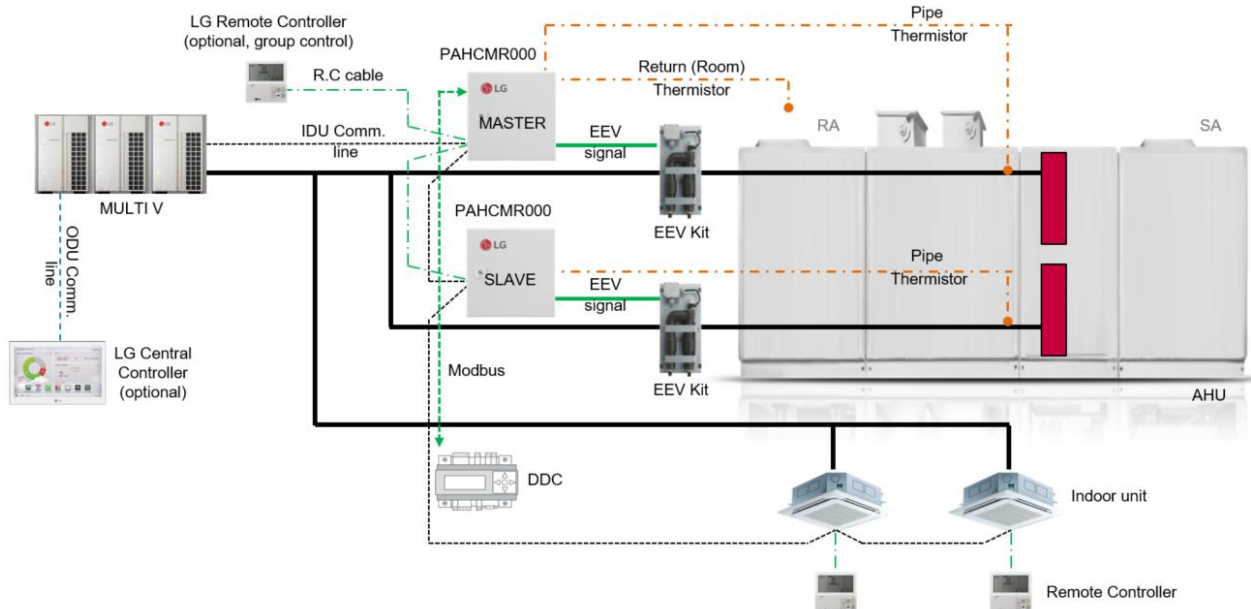 LG Remote Controller
(optional, group control)
R.C cable
PAHCMR000
LG
MASTER
Pipe
Thermistor
Return (Room)
Thermistor
IDU Comm.
line
EEV
signal
RA
SA
MULTI V
EEV Kit
PAHCMR000
LG
SLAVE
EEV
signal
Pipe
Thermistor
ODU Comm.
line
LG Central
Controller
(optional)
Modbus
EEV Kit
AHU
DDC
Indoor unit
Remote Controller